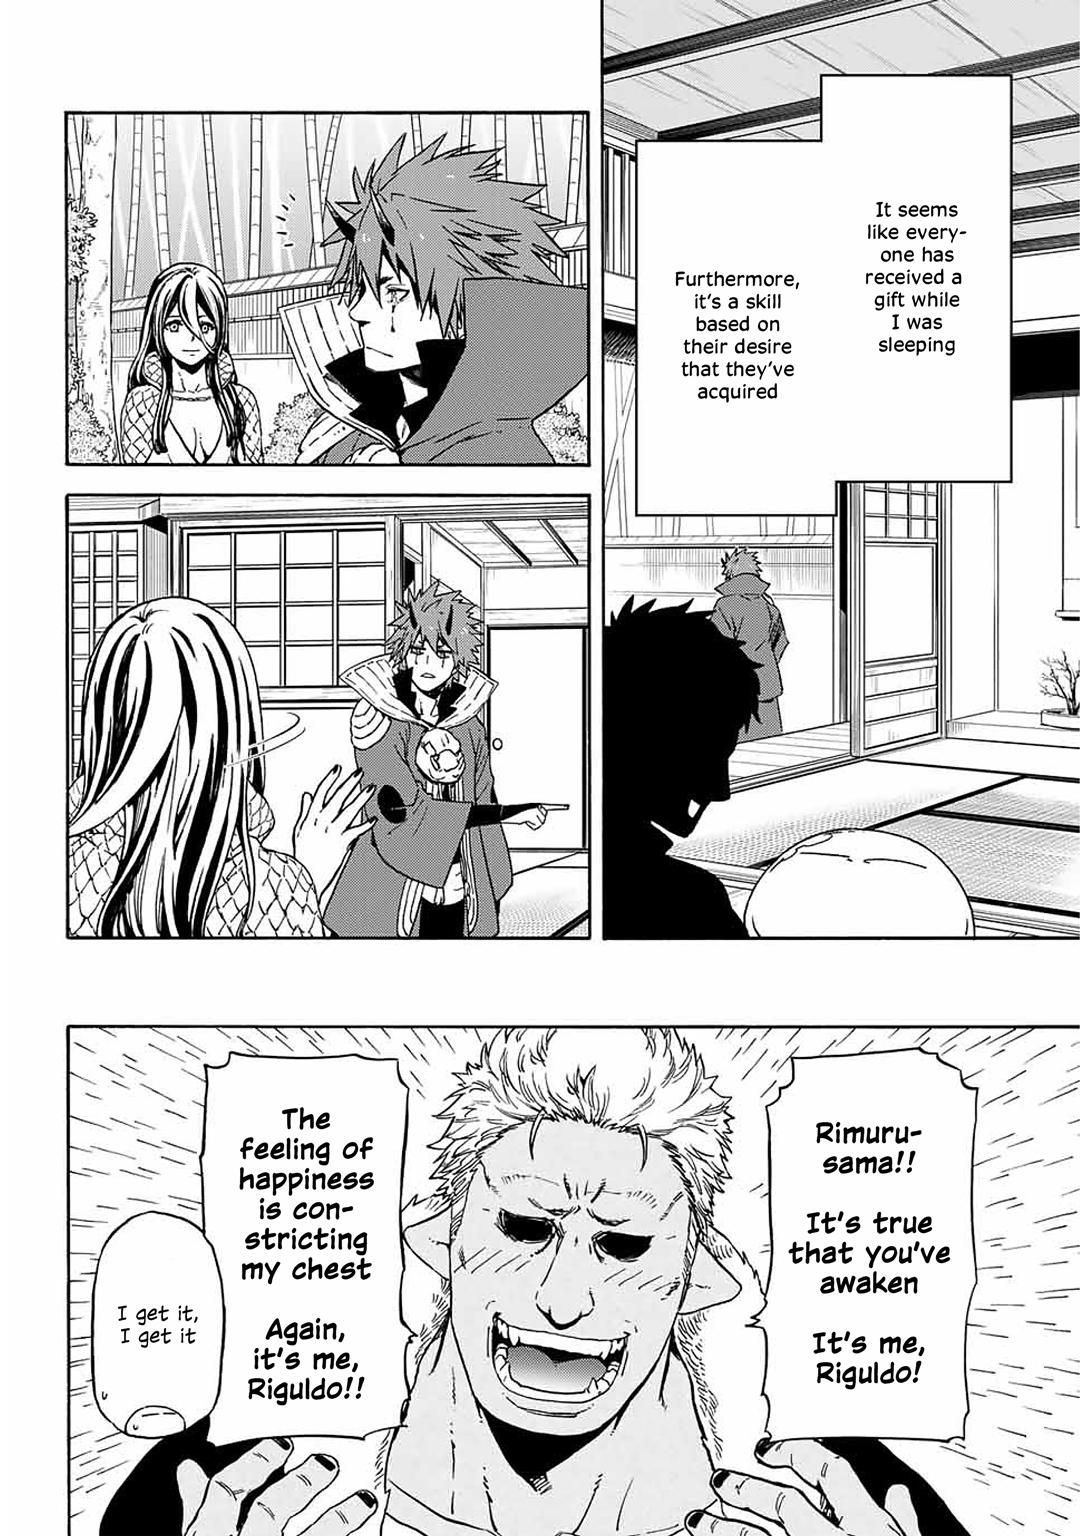 It seems
like every-
one has
received a
gift while
I was
sleeping
Furthermore,
it's a skill
based on
their desire
that they've
acquired
Rimuru-
sama!!
It's true
that you've
awaken
It's me,
Riguldo!
The
feeling of
happiness
is con-
stricting
my chest
Again,
it's me,
Riguldo!!
I get it,
I get it